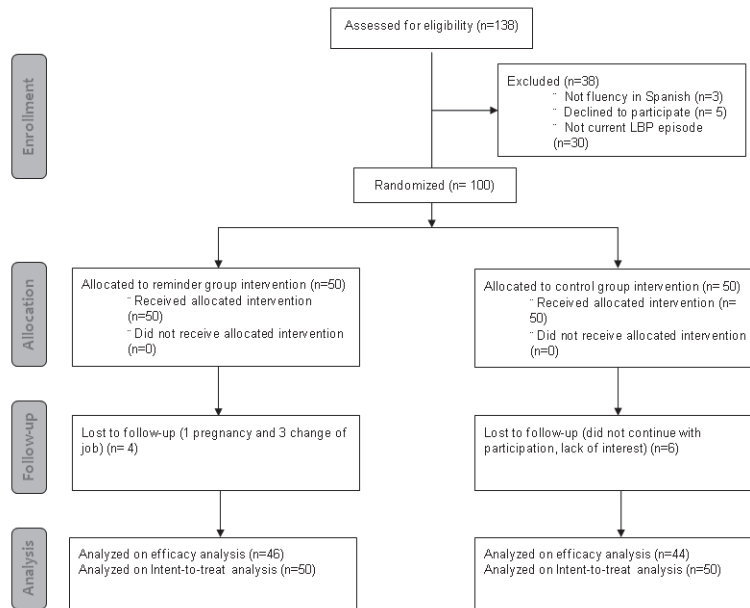 Assessed for eligibility (n=138)
Enrollment
Excluded (n=38)
¨ Not fluency in Spanish (n=3)
¨ Declined to participate (n= 5)
¨ Not current LBP episode
(n=30)
Randomized (n= 100)
Allocation
Allocated to reminder group intervention (n=50)
¨ Received allocated intervention
(n=50)
¨ Did not receive allocated intervention
(n=0)
Allocated to control group intervention (n= 50)
¨ Received allocated intervention (n=
50)
¨ Did not receive allocated intervention
(n=0)
Follow-up
Lost to follow-up (1 pregnancy and 3 change of
job) (n= 4)
Lost to follow-up (did not continue with
participation, lack of interest) (n=6)
Analysis
Analyzed on efficacy analysis (n=46)
Analyzed on Intent-to-treat analysis (n=50)
Analyzed on efficacy analysis (n=44)
Analyzed on Intent-to-treat analysis (n=50)